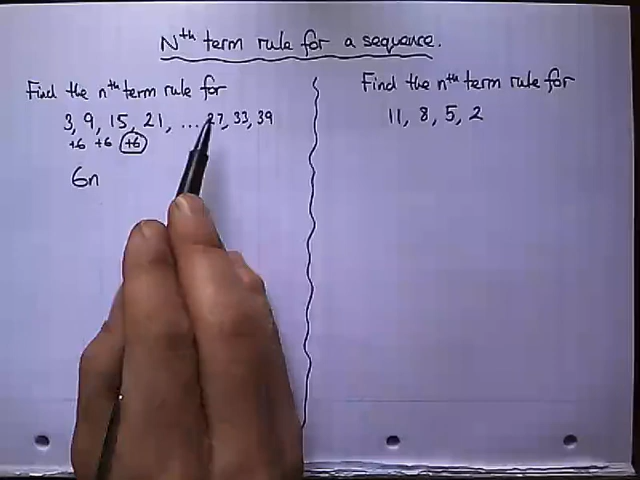 Nth term rule for a sequence.
Find the nth term rule for
3, 9, 15, 21, ... 27, 33, 39
+6 +6 +6
6n
Find the nth term rule for
11, 8, 5, 2